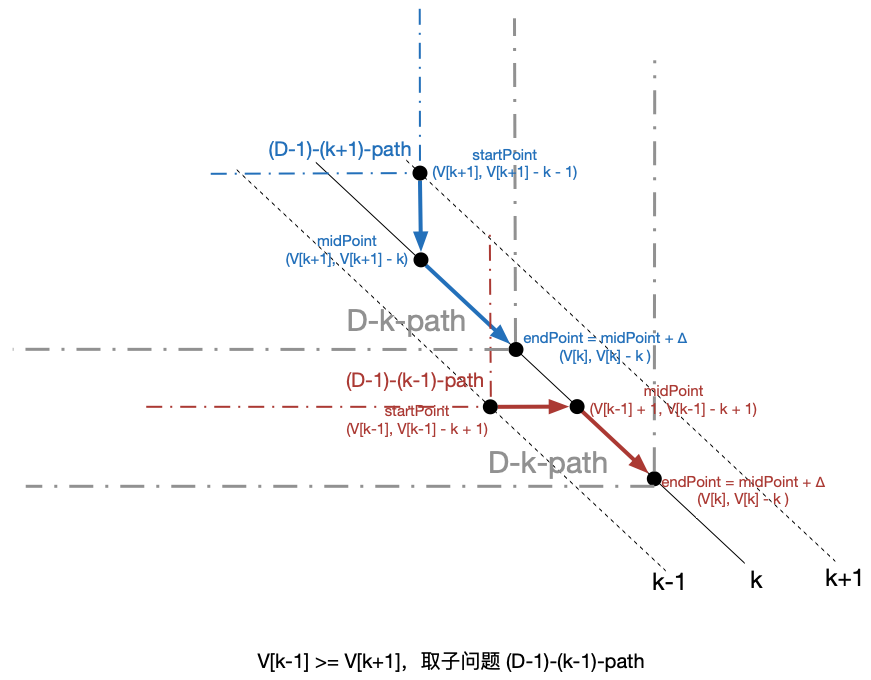 (D-1)-(k+1)-path
startPoint
(V[k+1], V[k+1] - k - 1)
midPoint
(V[k+1], V[k+1] - k)
D-k-path
endPoint = midPoint + Δ
(V[k], V[k] - k )
(D-1)-(k-1)-path
startPoint
(V[k-1], V[k-1] - k + 1)
midPoint
(V[k-1] + 1, V[k-1] - k + 1)
D-k-path
endPoint = midPoint + Δ
(V[k], V[k] - k )
k-1
k
k+1
V[k-1] >= V[k+1]，取子问题 (D-1)-(k-1)-path